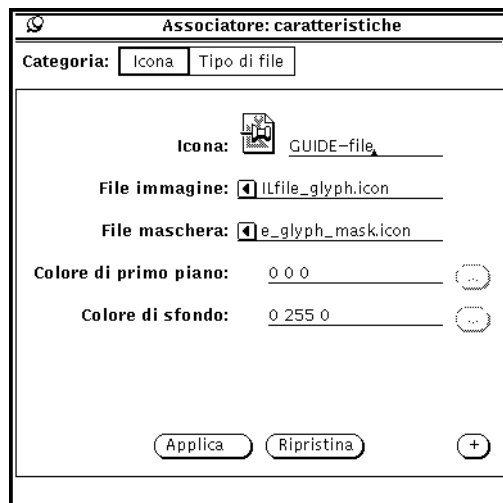 Associatore: caratteristiche
Categoria: Icona Tipo di file
Icona: GUIDE-file
File immagine: ILfile_glyph.icon
File maschera: e_glyph_mask.icon
Colore di primo piano: 0 0 0 ...
Colore di sfondo: 0 255 0 ...
Applica Ripristina +